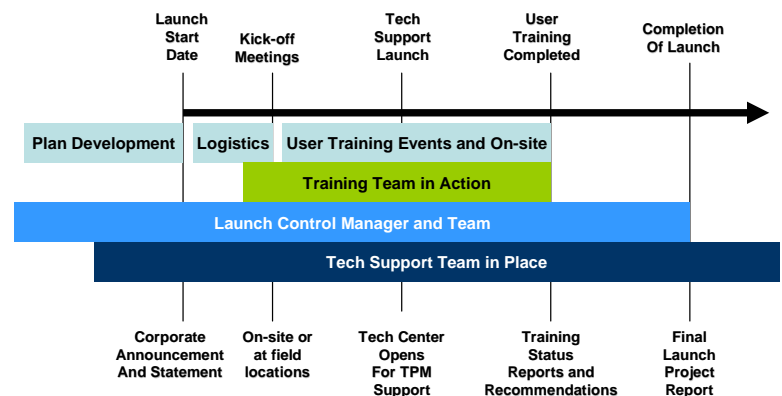 Launch
Start
Date
Kick-off
Meetings
Tech
Support
Launch
User
Training
Completed
Completion
Of Launch
Plan Development
Logistics
User Training Events and On-site
Training Team in Action
Launch Control Manager and Team
Tech Support Team in Place
Corporate
Announcement
And Statement
On-site or
at field
locations
Tech Center
Opens
For TPM
Support
Training
Status
Reports and
Recommendations
Final
Launch
Project
Report